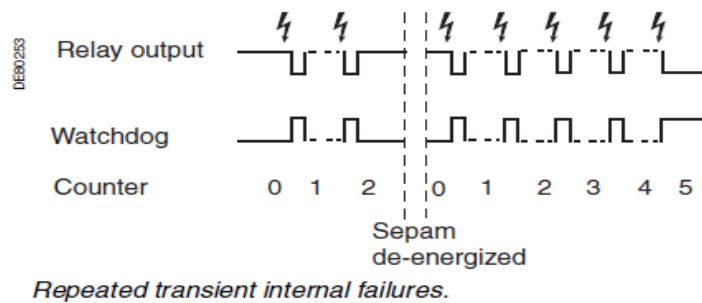 DE80253
Relay output
Watchdog
Counter 0 1 2 0 1 2 3 4 5
Sepam
de-energized
Repeated transient internal failures.